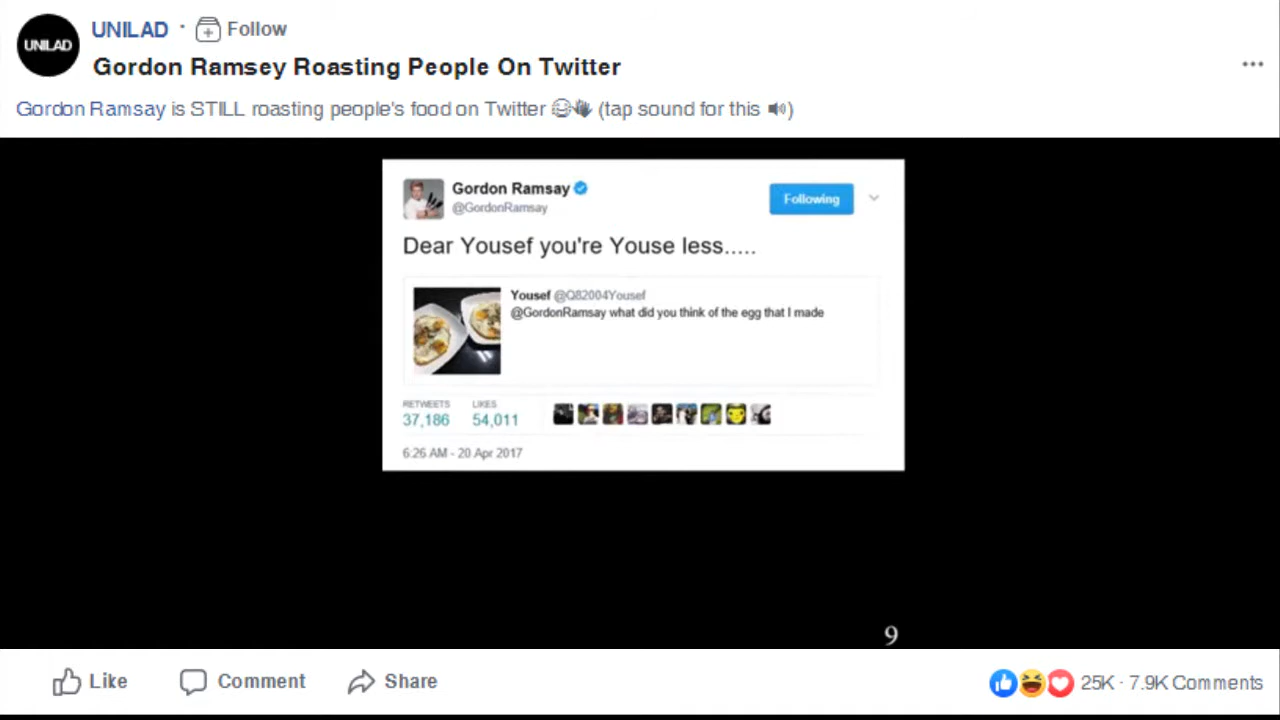 UNILAD
UNILAD · Follow
Gordon Ramsey Roasting People On Twitter
Gordon Ramsay is STILL roasting people's food on Twitter 😂👋 (tap sound for this 🔊)
Gordon Ramsay
@GordonRamsay
Following
Dear Yousef you're Youse less.....
Yousef @Q82004Yousef
@GordonRamsay what did you think of the egg that I made
RETWEETS LIKES
37,186 54,011
6:26 AM - 20 Apr 2017
9
Like Comment Share 25K · 7.9K Comments